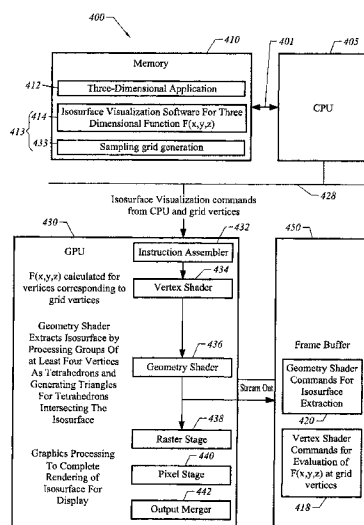 400
410
405
Memory
401
412
Three-Dimensional Application
413
414
Isosurface Visualization Software For Three
Dimensional Function F(x,y,z)
433
Sampling grid generation
CPU
428
Isosurface Visualization commands
from CPU and grid vertices
430
450
GPU
432
Instruction Assembler
434
F(x,y,z) calculated for
vertices corresponding to
grid vertices
Vertex Shader
Geometry Shader
Extracts Isosurface by
Processing Groups Of
at Least Four Vertices
As Tetrahedrons and
Generating Triangles
For Tetrahedrons
Intersecting The
Isosurface
436
Geometry Shader
Stream Out
438
Raster Stage
440
Graphics Processing
To Complete
Rendering of
Isosurface For
Display
Pixel Stage
442
Output Merger
Frame Buffer
Geometry Shader
Commands For
Isosurface
Extraction
420
Vertex Shader
Commands for
Evaluation of
F(x,y,z) at grid
vertices
418